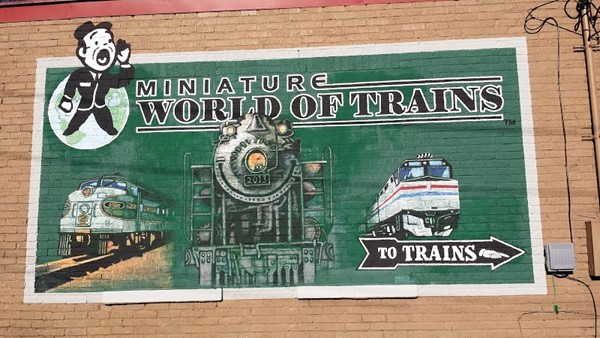 MINIATURE
WORLD OF TRAINS
TM
2013
TO TRAINS